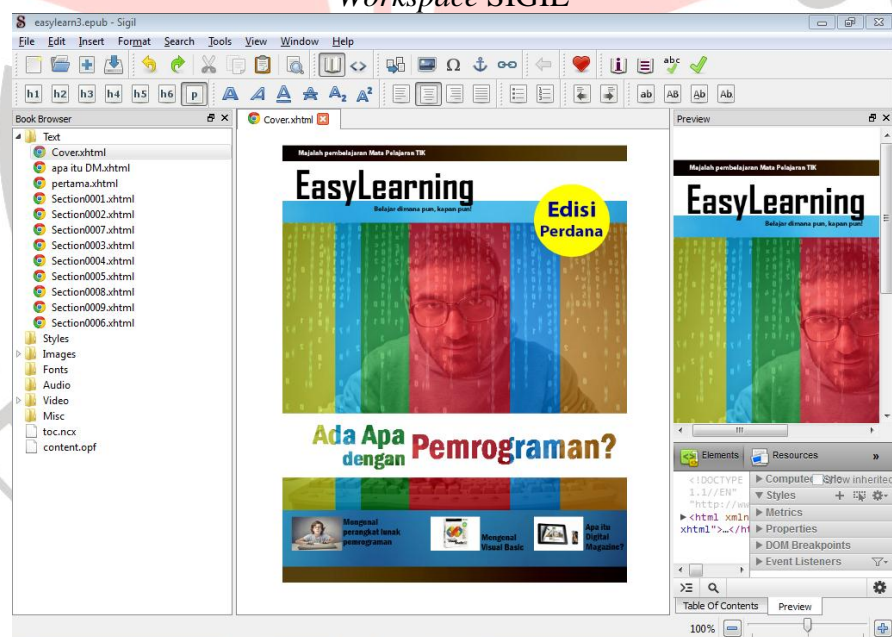 Workspace SIGIL
easylearn3.epub - Sigil
File Edit Insert Format Search Tools View Window Help
h1 h2 h3 h4 h5 h6 p A A A A A₂ A² ab AB Ab Ab
Book Browser
Cover.xhtml
Preview
Text
Cover.xhtml
apa itu DM.xhtml
pertama.xhtml
Section0001.xhtml
Section0002.xhtml
Section0007.xhtml
Section0003.xhtml
Section0004.xhtml
Section0005.xhtml
Section0008.xhtml
Section0009.xhtml
Section0006.xhtml
Styles
Images
Fonts
Audio
Video
Misc
toc.ncx
content.opf
Majalah pembelajaran Mata Pelajaran TIK
EasyLearning
Belajar dimana pun, kapan pun!
Edisi
Perdana
Ada Apa
dengan
Pemrograman?
Mengenal
perangkat lunak
pemrograman
Mengenal
Visual Basic
Apa itu
Digital
Magazine?
Majalah pembelajaran Mata Pelajaran TIK
EasyLearning
Belajar dimana pun, kapan pun!
Elements Resources »
<!DOCTYPE
1.1//EN"
"http://ww
<html xmln
xhtml">…</ht
Styles
Metrics
Properties
DOM Breakpoints
Event Listeners
Table Of Contents Preview
100%